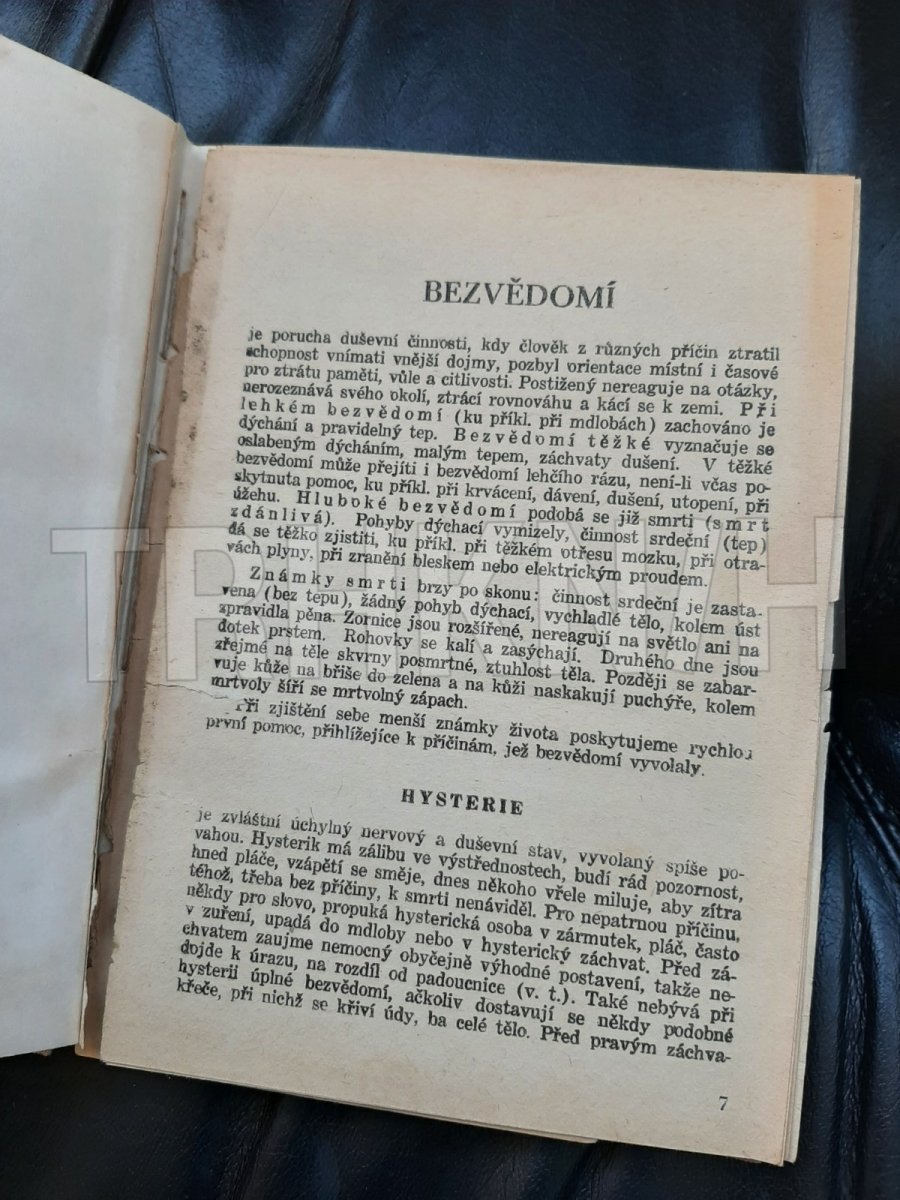 BEZVĚDOMÍ
je porucha duševní činnosti, kdy člověk z různých příčin ztratil
schopnost vnímati vnější dojmy, pozbyl orientace místní i časové
pro ztrátu paměti, vůle a citlivosti. Postižený nereaguje na otázky,
nerozeznává svého okolí, ztrácí rovnováhu a kácí se k zemi. Při
lehkém bezvědomí (ku příkl. při mdlobách) zachováno je
dýchání a pravidelný tep. Bezvědomí těžké vyznačuje se
oslabeným dýcháním, malým tepem, záchvaty dušení. V těžké
bezvědomí může přejíti i bezvědomí lehčího rázu, není-li včas po-
skytnuta pomoc, ku příkl. při krvácení, dávení, dušení, utopení, při
úžehu. Hluboké bezvědomí podobá se již smrti (smrt
zdánlivá). Pohyby dýchací vymizely, činnost srdeční (tep)
dá se těžko zjistiti, ku příkl. při těžkém otřesu mozku, při otra-
vách plyny, při zranění bleskem nebo elektrickým proudem.
Známky smrti brzy po skonu: činnost srdeční je zasta-
vena (bez tepu), žádný pohyb dýchací, vychladlé tělo, kolem úst
zpravidla pěna. Zornice jsou rozšířené, nereagují na světlo ani na
dotek prstem. Rohovky se kalí a zasýchají. Druhého dne jsou
zřejmé na těle skvrny posmrtné, ztuhlost těla. Později se zabar-
vuje kůže na břiše do zelena a na kůži naskakují puchýře, kolem
mrtvoly šíří se mrtvolný zápach.
Při zjištění sebe menší známky života poskytujeme rychlou
první pomoc, přihlížejíce k příčinám, jež bezvědomí vyvolaly.
HYSTERIE
je zvláštní úchylný nervový a duševní stav, vyvolaný spíše po-
vahou. Hysterik má zálibu ve výstřednostech, budí rád pozornost,
hned pláče, vzápětí se směje, dnes někoho vřele miluje, aby zítra
téhož, třeba bez příčiny, k smrti nenáviděl. Pro nepatrnou příčinu,
někdy pro slovo, propuká hysterická osoba v zármutek, pláč, často
v zuření, upadá do mdloby nebo v hysterický záchvat. Před zá-
chvatem zaujme nemocný obyčejně výhodné postavení, takže ne-
dojde k úrazu, na rozdíl od padoucnice (v. t.). Také nebývá při
hysterii úplné bezvědomí, ačkoliv dostavují se někdy podobné
křeče, při nichž se křiví údy, ba celé tělo. Před pravým záchva-
7